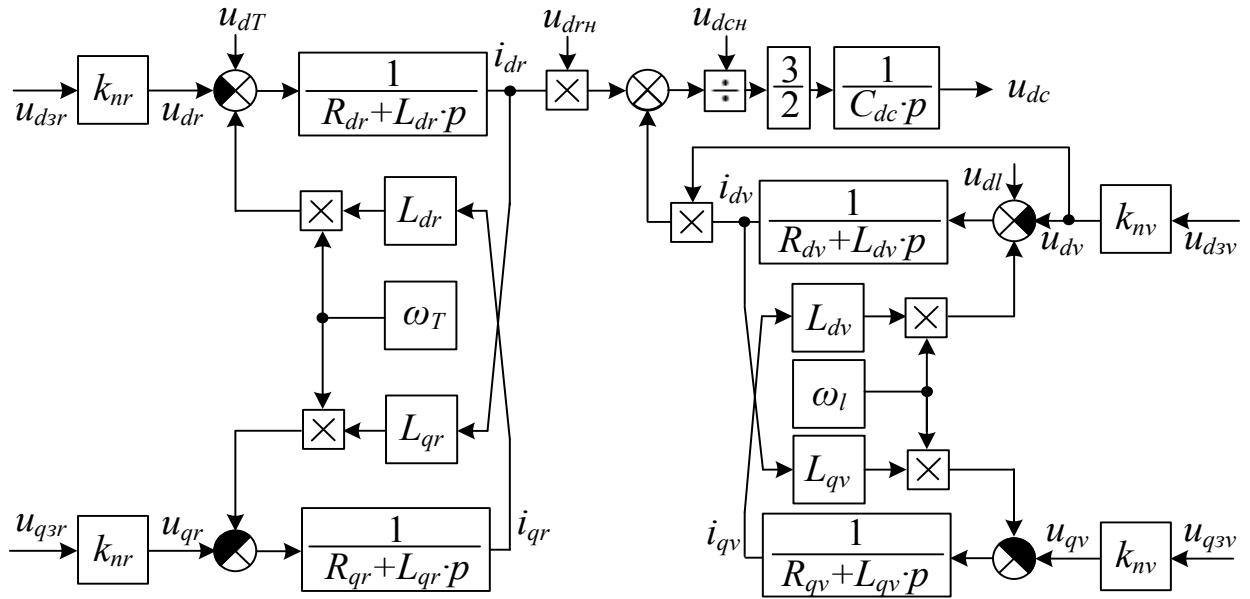 u_dT
u_drн
u_dcн
u_dзr
k_nr
u_dr
1
R_dr+L_dr·p
i_dr
×
÷
3
2
1
C_dc·p
u_dc
×
L_dr
ω_T
×
L_qr
×
i_dv
1
R_dv+L_dv·p
u_dl
u_dv
k_nv
u_dзv
L_dv
×
ω_l
L_qv
×
u_qзr
k_nr
u_qr
1
R_qr+L_qr·p
i_qr
i_qv
1
R_qv+L_qv·p
u_qv
k_nv
u_qзv